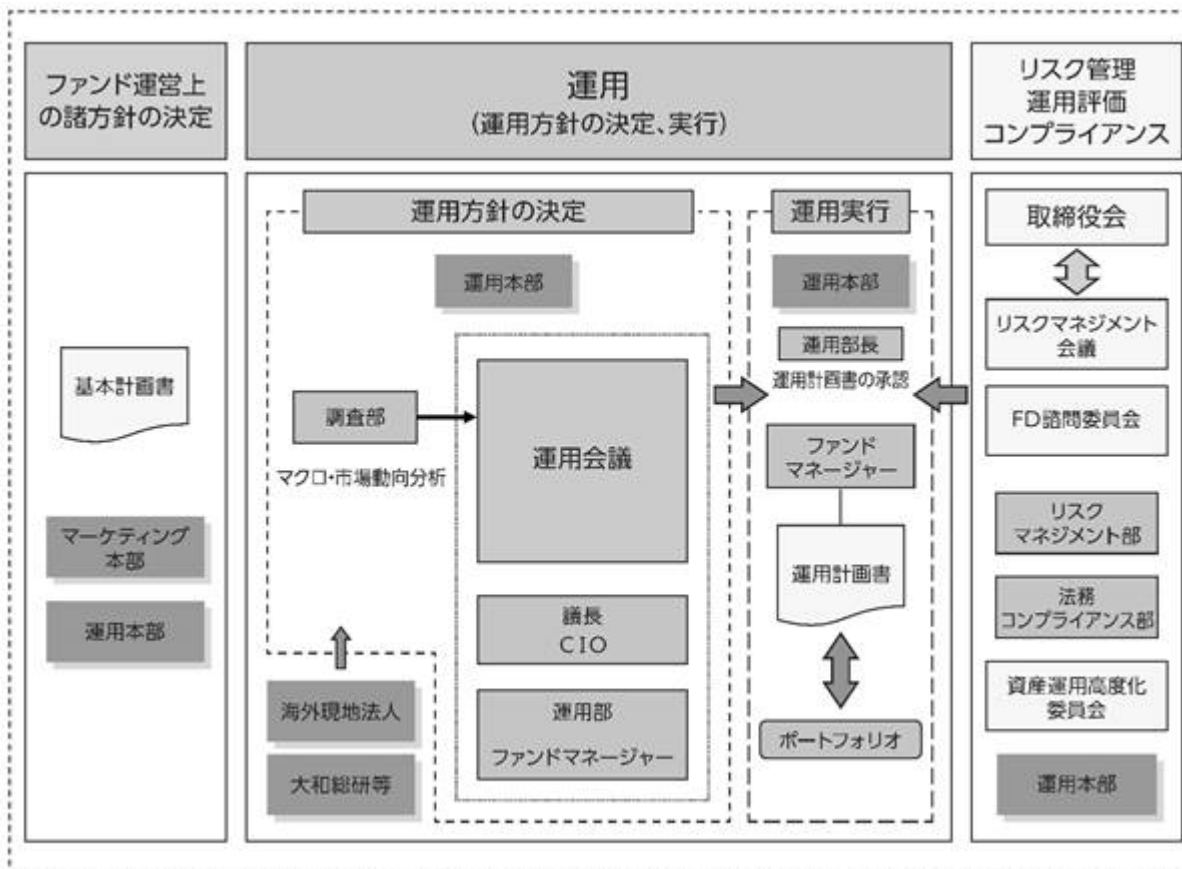 ファンド運営上
の諸方針の決定
運用
(運用方針の決定、実行)
リスク管理
運用評価
コンプライアンス
基本計画書
マーケティング
本部
運用本部
運用方針の決定
運用本部
調査部
マクロ・市場動向分析
運用会議
議長
CIO
運用部
ファンドマネージャー
海外現地法人
大和総研等
運用実行
運用本部
運用部長
運用計画書の承認
ファンド
マネージャー
運用計画書
ポートフォリオ
取締役会
リスクマネジメント
会議
FD諮問委員会
リスク
マネジメント部
法務
コンプライアンス部
資産運用高度化
委員会
運用本部